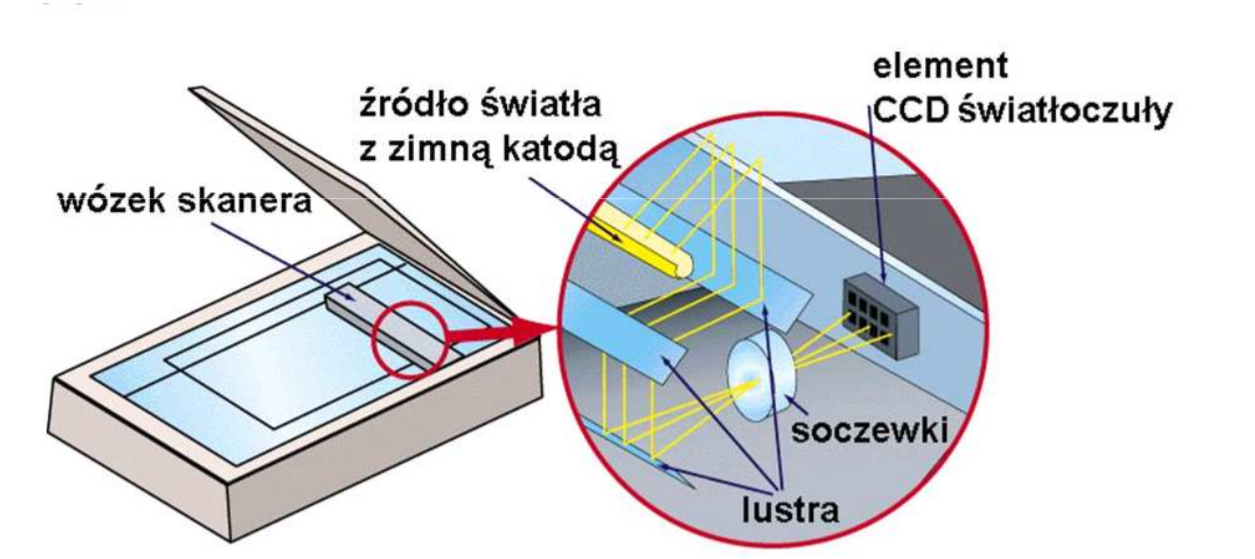 element
CCD światłoczuły
źródło światła
z zimną katodą
wózek skanera
soczewki
lustra